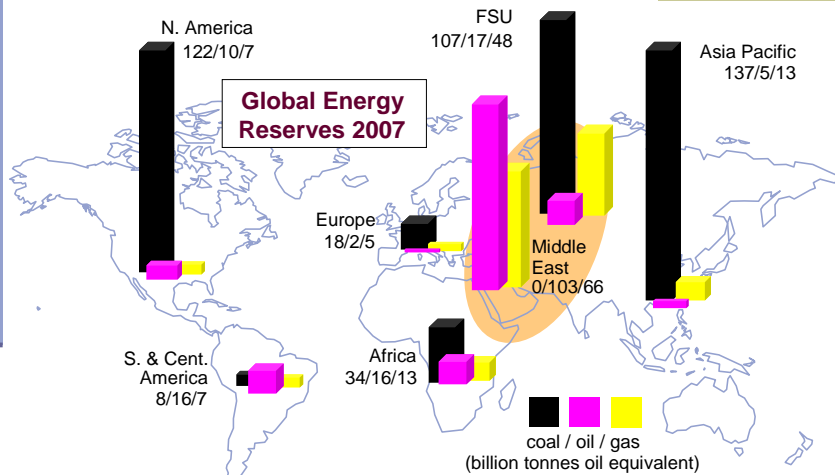 N. America
122/10/7
FSU
107/17/48
Asia Pacific
137/5/13
Global Energy
Reserves 2007
Europe
18/2/5
Middle
East
0/103/66
S. & Cent.
America
8/16/7
Africa
34/16/13
coal / oil / gas
(billion tonnes oil equivalent)